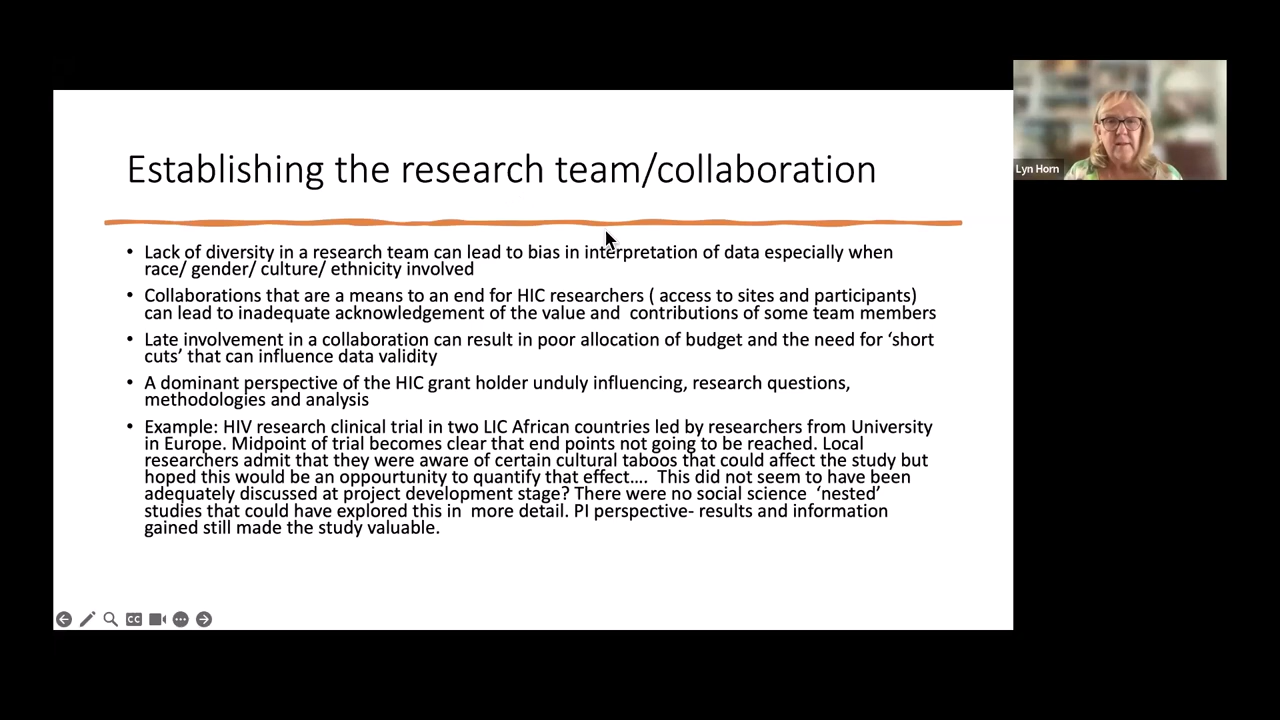 Establishing the research team/collaboration
• Lack of diversity in a research team can lead to bias in interpretation of data especially when
race/ gender/ culture/ ethnicity involved
• Collaborations that are a means to an end for HIC researchers ( access to sites and participants)
can lead to inadequate acknowledgement of the value and  contributions of some team members
• Late involvement in a collaboration can result in poor allocation of budget and the need for ‘short
cuts’ that can influence data validity
• A dominant perspective of the HIC grant holder unduly influencing, research questions,
methodologies and analysis
• Example: HIV research clinical trial in two LIC African countries led by researchers from University
in Europe. Midpoint of trial becomes clear that end points not going to be reached. Local
researchers admit that they were aware of certain cultural taboos that could affect the study but
hoped this would be an oppourtunity to quantify that effect….  This did not seem to have been
adequately discussed at project development stage? There were no social science  ‘nested’
studies that could have explored this in  more detail. PI perspective- results and information
gained still made the study valuable.
Lyn Horn
CC